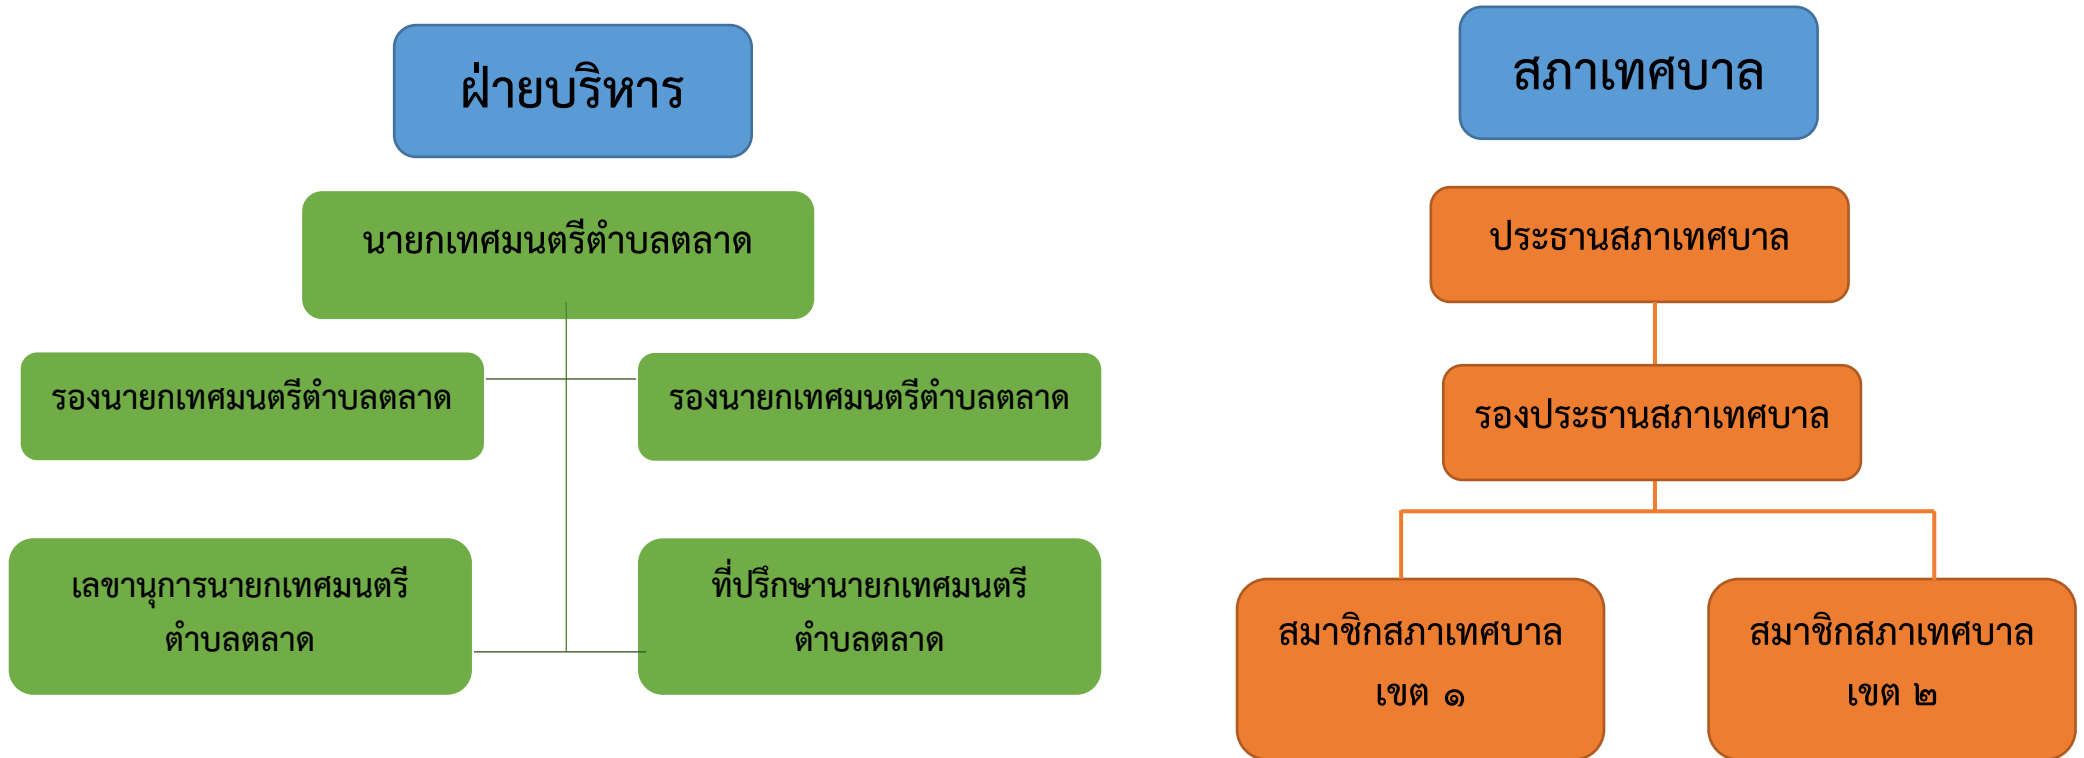 ฝ่ายบริหาร
นายกเทศมนตรีตำบลตลาด
รองนายกเทศมนตรีตำบลตลาด
รองนายกเทศมนตรีตำบลตลาด
เลขานุการนายกเทศมนตรี
ตำบลตลาด
ที่ปรึกษานายกเทศมนตรี
ตำบลตลาด
สภาเทศบาล
ประธานสภาเทศบาล
รองประธานสภาเทศบาล
สมาชิกสภาเทศบาล
เขต ๑
สมาชิกสภาเทศบาล
เขต ๒